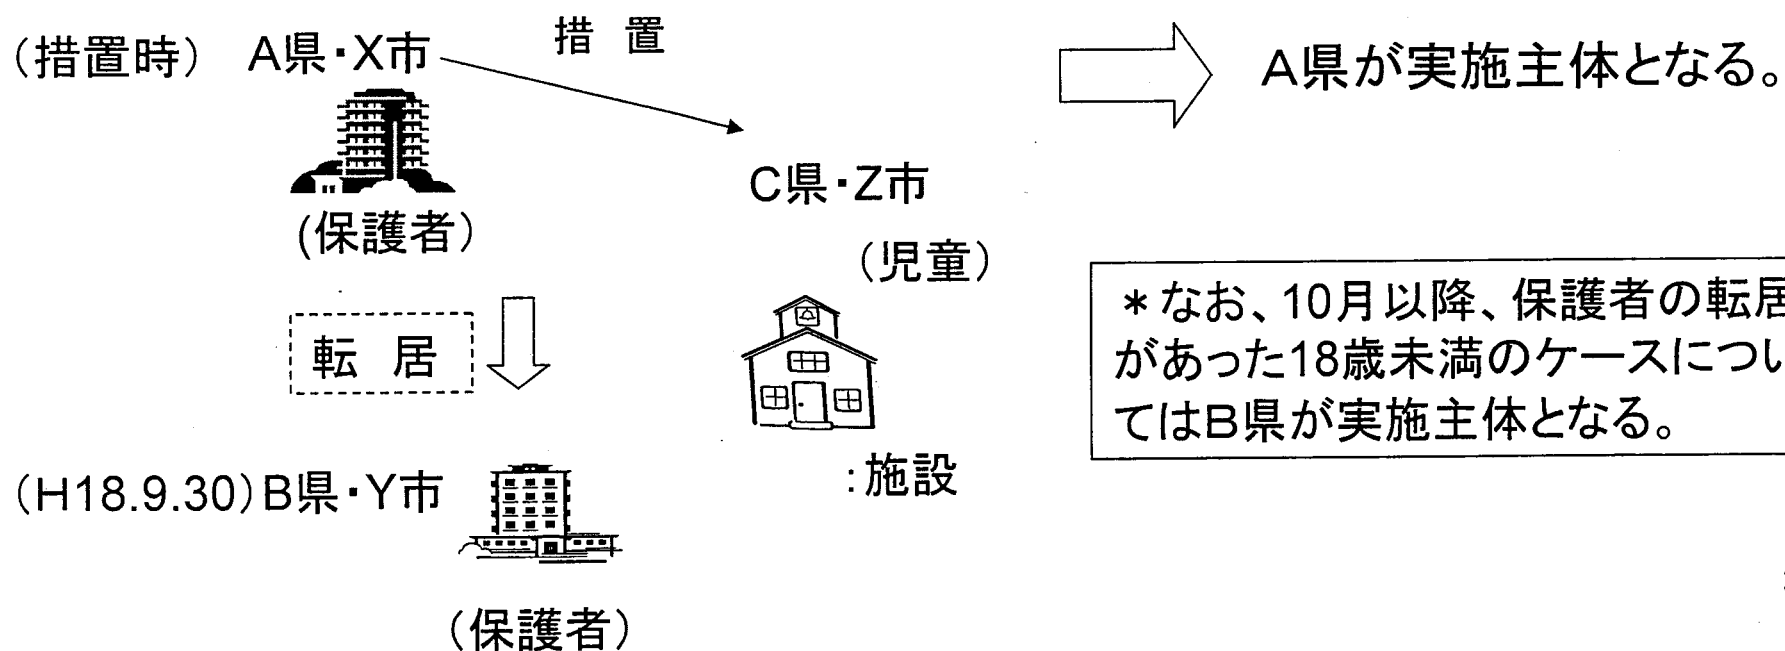 (措置時) A県・X市
措 置
A県が実施主体となる。
(保護者)
C県・Z市
(児童)
転 居
*なお、10月以降、保護者の転居
があった18歳未満のケースについ
てはB県が実施主体となる。
:施設
(H18.9.30)B県・Y市
(保護者)